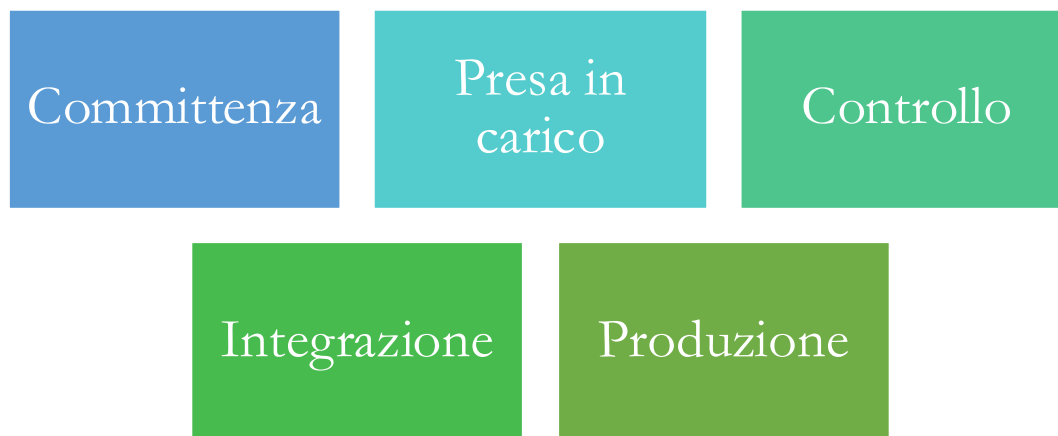 Committenza
Presa in
carico
Controllo
Integrazione
Produzione